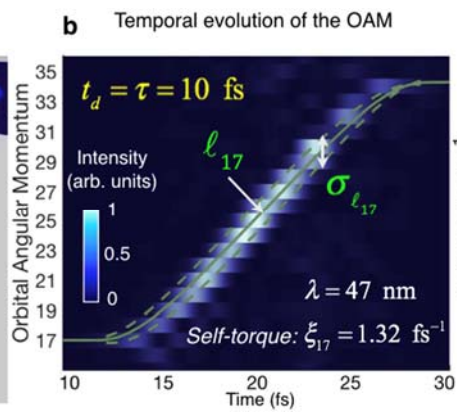 b Temporal evolution of the OAM
Orbital Angular Momentum
35
33
31
29
27
25
23
21
19
17
t_d = τ = 10 fs
Intensity
(arb. units)
1
0.5
0
ℓ₁₇
σ_ℓ₁₇
λ = 47 nm
Self-torque: ξ₁₇ = 1.32 fs⁻¹
10 15 20 25 30
Time (fs)